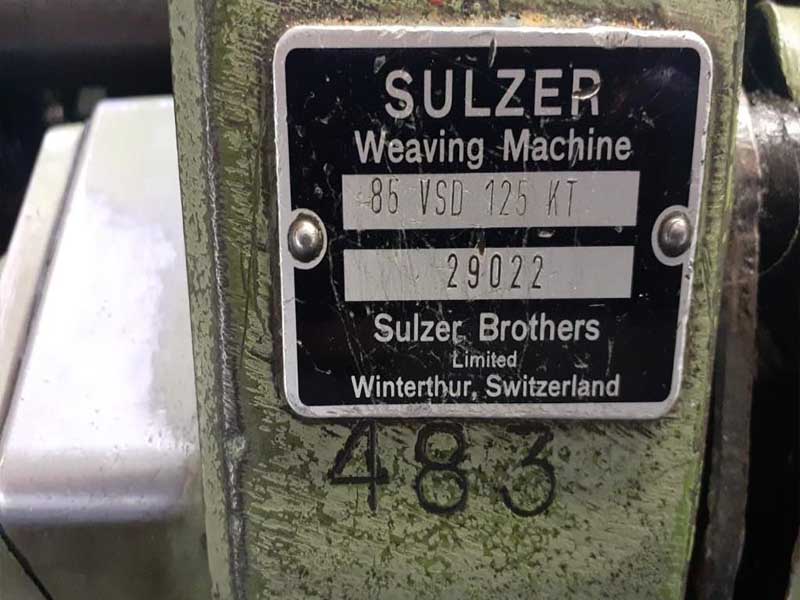 SULZER
Weaving Machine
85 VSD 125 KT
29022
Sulzer Brothers
Limited
Winterthur, Switzerland
483